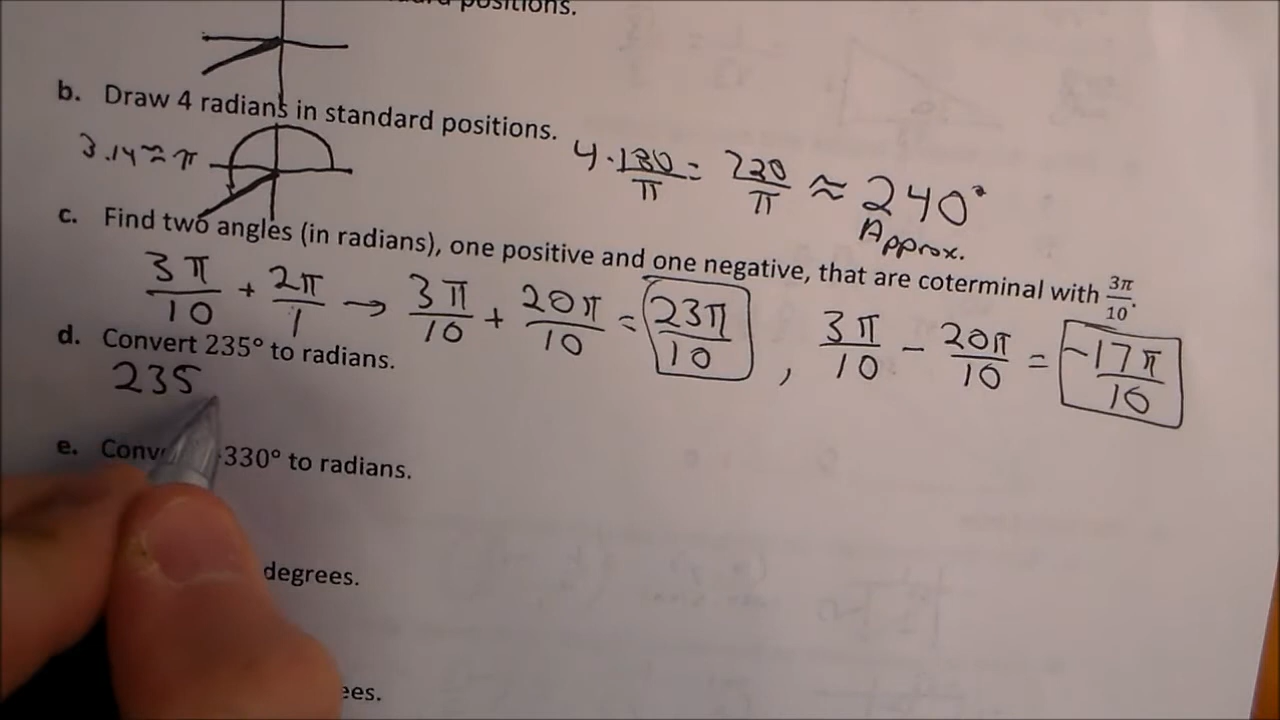 positions.
b. Draw 4 radians in standard positions.
3.14 ≈ π
4 · 180/π = 720/π ≈ 240°
Approx.
c. Find two angles (in radians), one positive and one negative, that are coterminal with 3π/10.
3π/10 + 2π/1 → 3π/10 + 20π/10 = 23π/10 , 3π/10 - 20π/10 = -17π/10
d. Convert 235° to radians.
235
e. 330° to radians.
degrees.